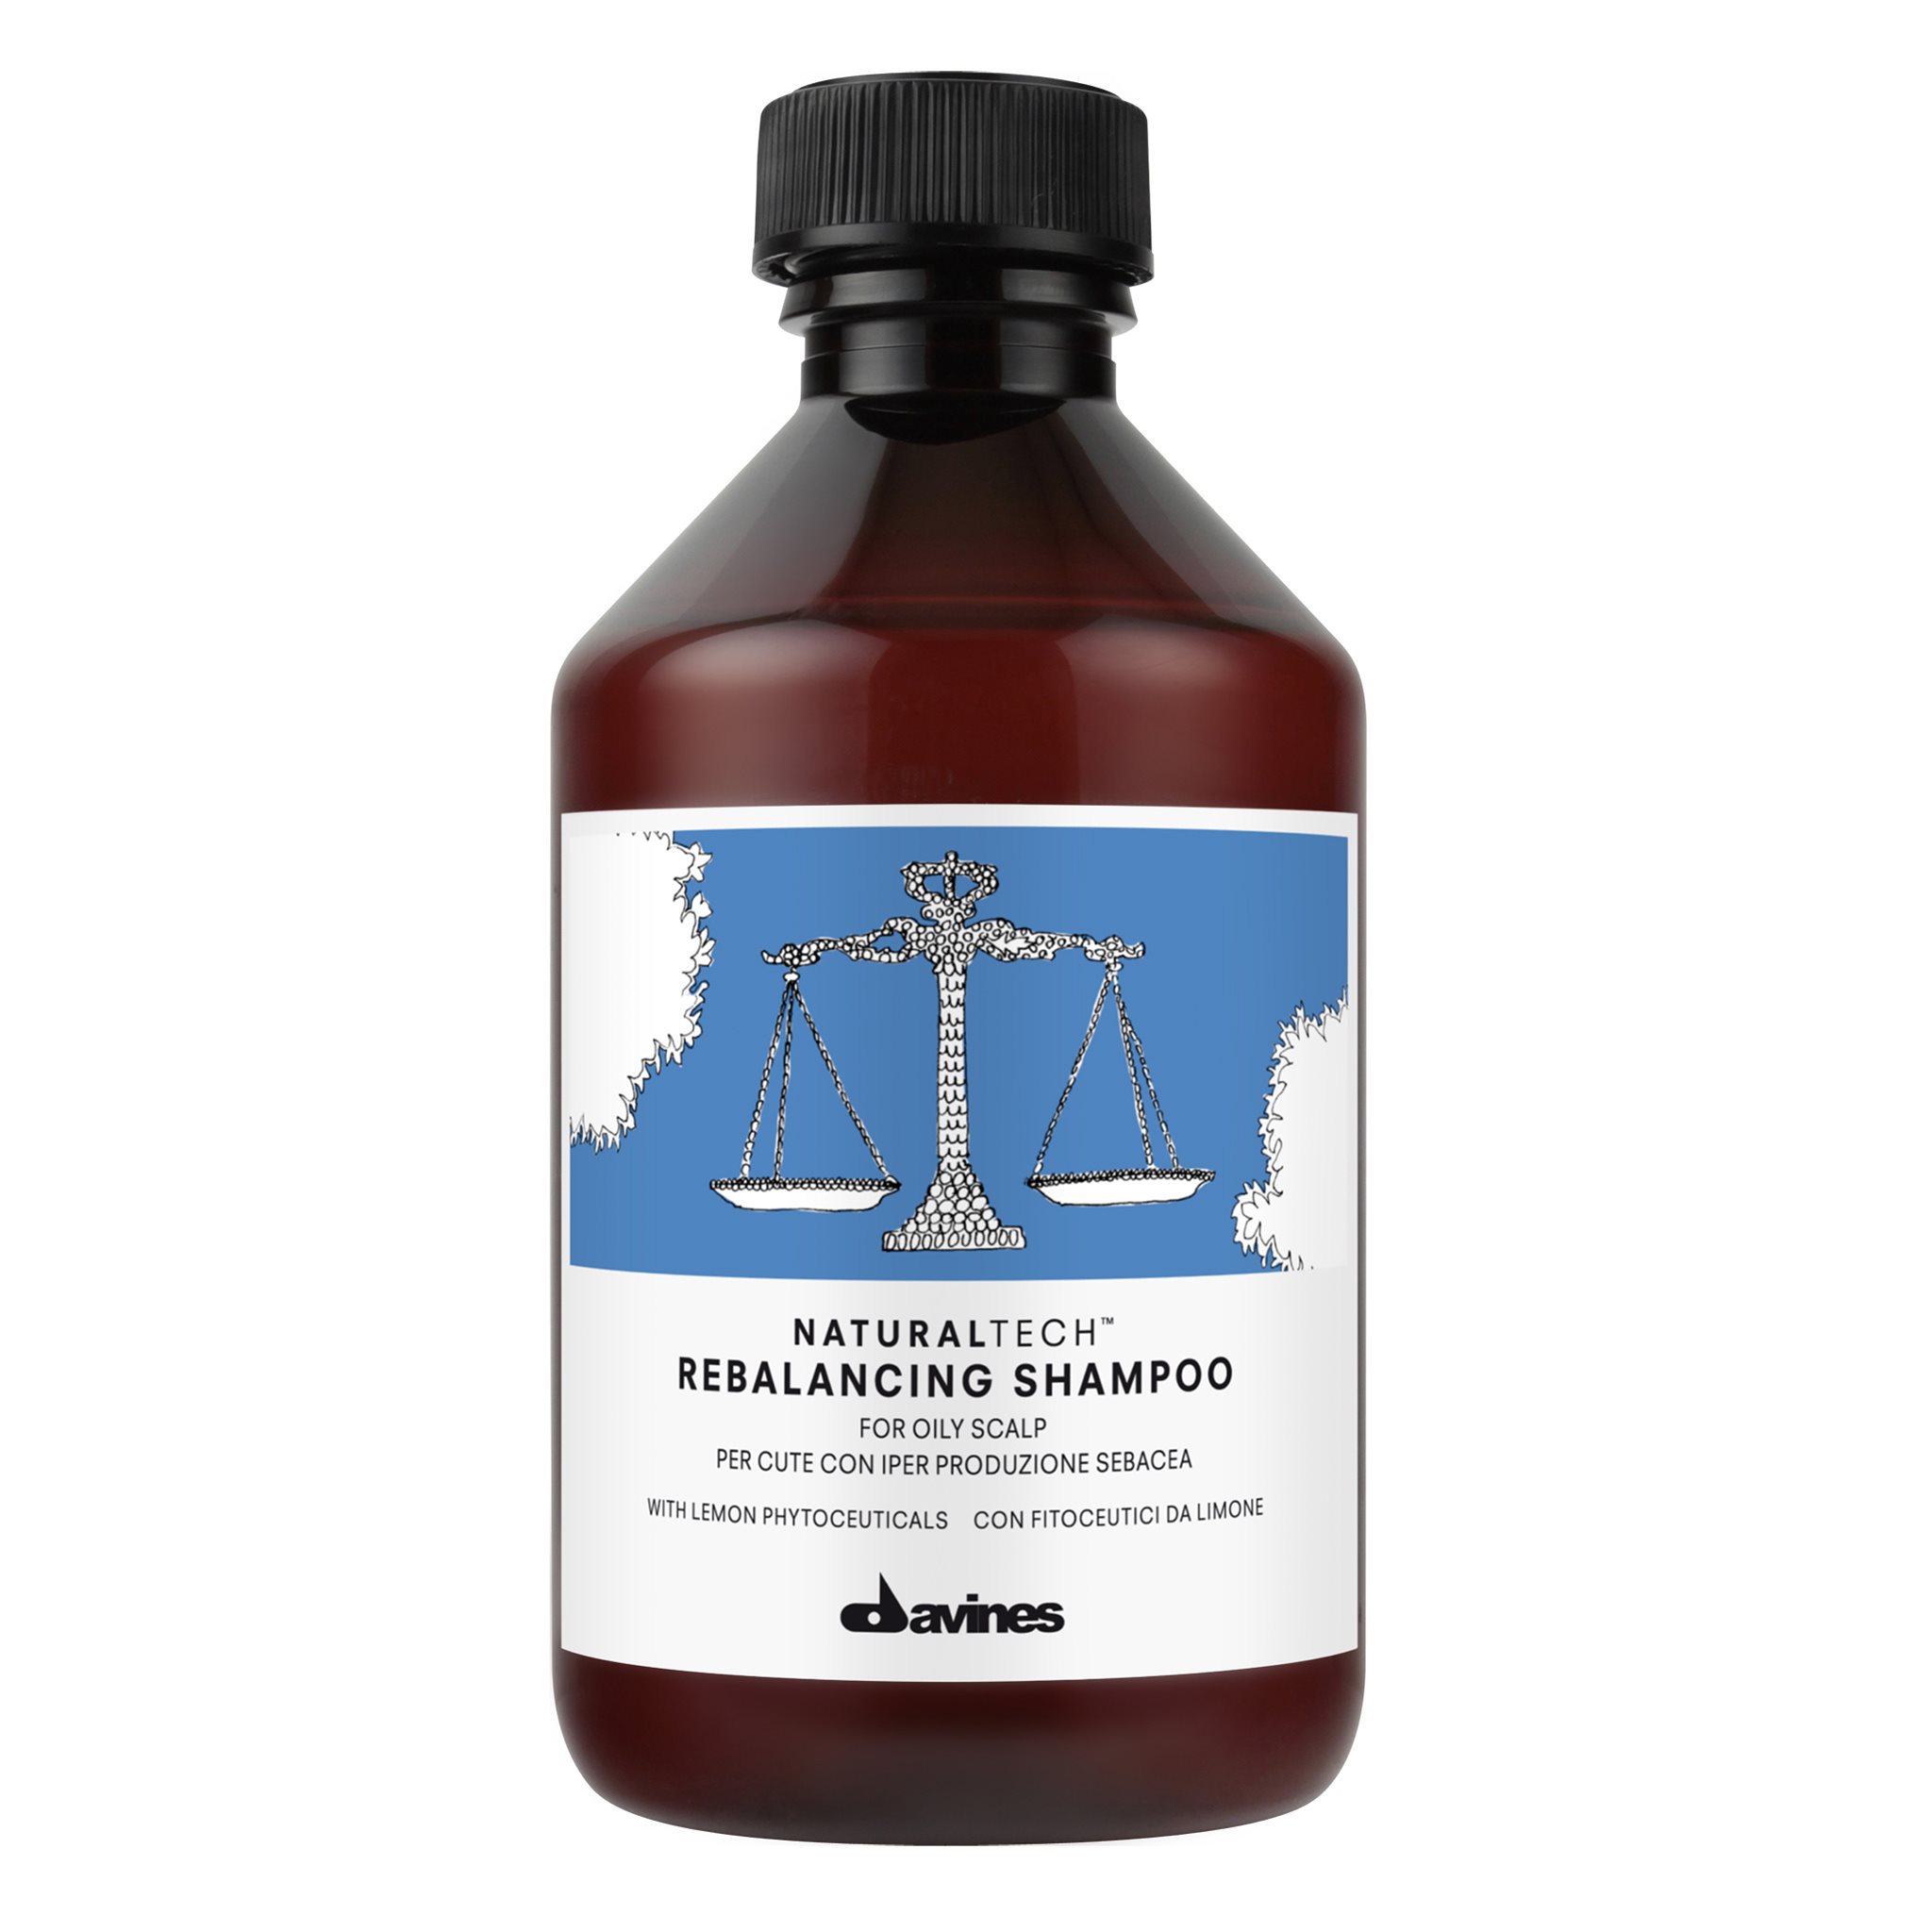 NATURALTECH™
REBALANCING SHAMPOO
FOR OILY SCALP
PER CUTE CON IPER PRODUZIONE SEBACEA
WITH LEMON PHYTOCEUTICALS CON FITOCEUTICI DA LIMONE
davines